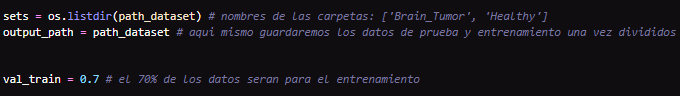 sets = os.listdir(path_dataset) # nombres de las carpetas: ['Brain_Tumor', 'Healthy']
output_path = path_dataset # aqui mismo guardaremos los datos de prueba y entrenamiento una vez divididos
val_train = 0.7 # el 70% de los datos seran para el entrenamiento